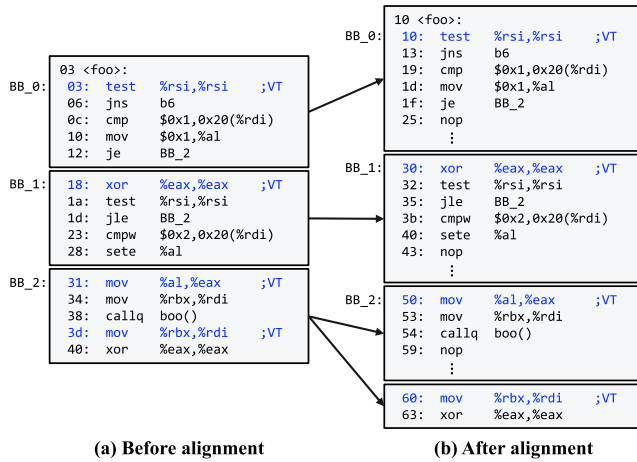 03 <foo>:
BB_0:
03: test %rsi,%rsi ;VT
06: jns b6
0c: cmp $0x1,0x20(%rdi)
10: mov $0x1,%al
12: je BB_2
BB_1:
18: xor %eax,%eax ;VT
1a: test %rsi,%rsi
1d: jle BB_2
23: cmpw $0x2,0x20(%rdi)
28: sete %al
BB_2:
31: mov %al,%eax ;VT
34: mov %rbx,%rdi
38: callq boo()
3d: mov %rbx,%rdi ;VT
40: xor %eax,%eax
(a) Before alignment
10 <foo>:
BB_0:
10: test %rsi,%rsi ;VT
13: jns b6
19: cmp $0x1,0x20(%rdi)
1d: mov $0x1,%al
1f: je BB_2
25: nop
⋮
BB_1:
30: xor %eax,%eax ;VT
32: test %rsi,%rsi
35: jle BB_2
3b: cmpw $0x2,0x20(%rdi)
40: sete %al
43: nop
⋮
BB_2:
50: mov %al,%eax ;VT
53: mov %rbx,%rdi
54: callq boo()
59: nop
⋮
60: mov %rbx,%rdi ;VT
63: xor %eax,%eax
(b) After alignment